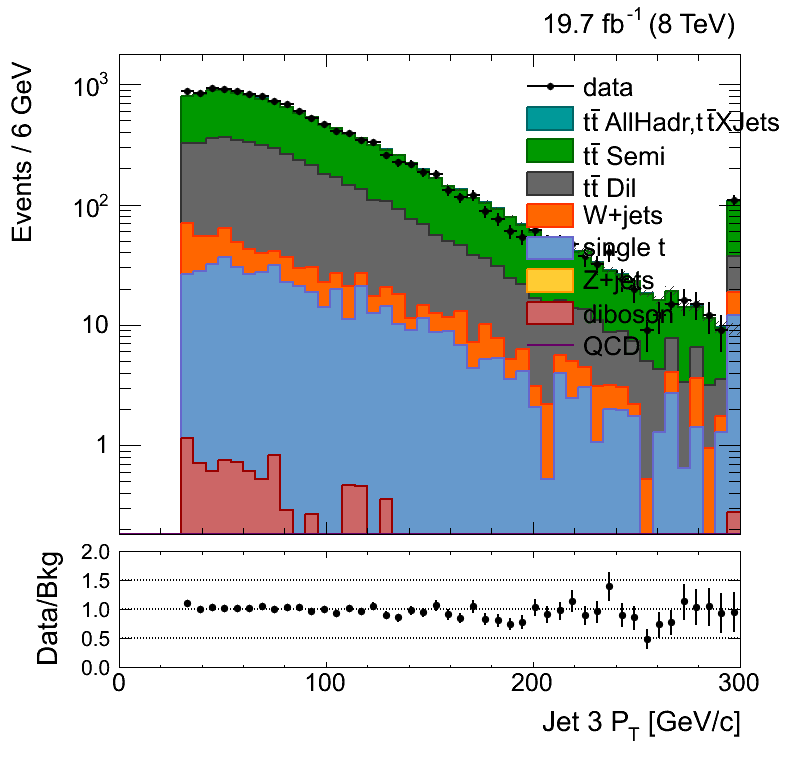 19.7 fb-1 (8 TeV)
Events / 6 GeV
103
102
10
1
data
tt̄ AllHadr,tt̄XJets
tt̄ Semi
tt̄ Dil
W+jets
single t
Z+jets
diboson
QCD
Data/Bkg
2.0
1.5
1.0
0.5
0.0
0 100 200 300
Jet 3 PT [GeV/c]